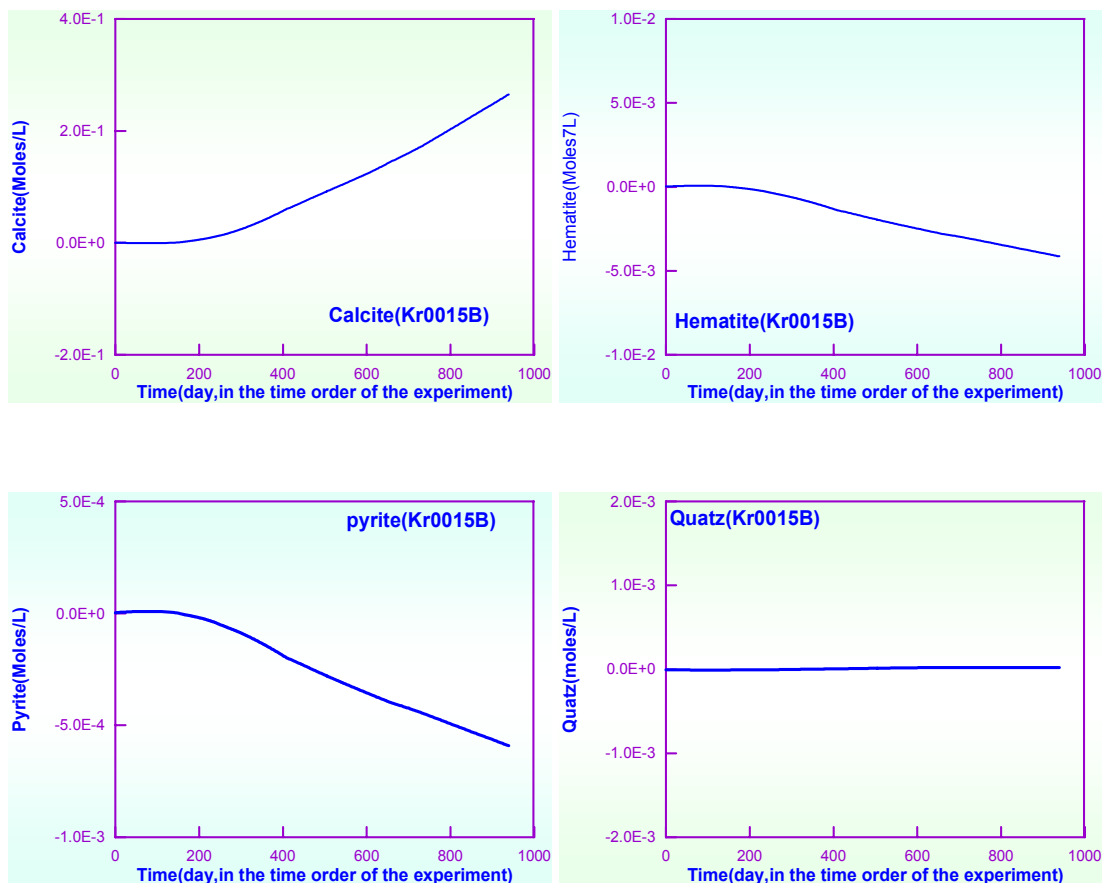 4.0E-1
2.0E-1
0.0E+0
-2.0E-1
Calcite(Moles/L)
Calcite(Kr0015B)
0 200 400 600 800 1000
Time(day,in the time order of the experiment)
1.0E-2
5.0E-3
0.0E+0
-5.0E-3
-1.0E-2
Hematite(Moles7L)
Hematite(Kr0015B)
0 200 400 600 800 1000
Time(day,in the time order of the experiment)
5.0E-4
0.0E+0
-5.0E-4
-1.0E-3
Pyrite(Moles/L)
pyrite(Kr0015B)
0 200 400 600 800 1000
Time(day,in the time order of the experiment)
2.0E-3
1.0E-3
0.0E+0
-1.0E-3
-2.0E-3
Quatz(moles/L)
Quatz(Kr0015B)
0 200 400 600 800 1000
Time(day,in the time order of the experiment)